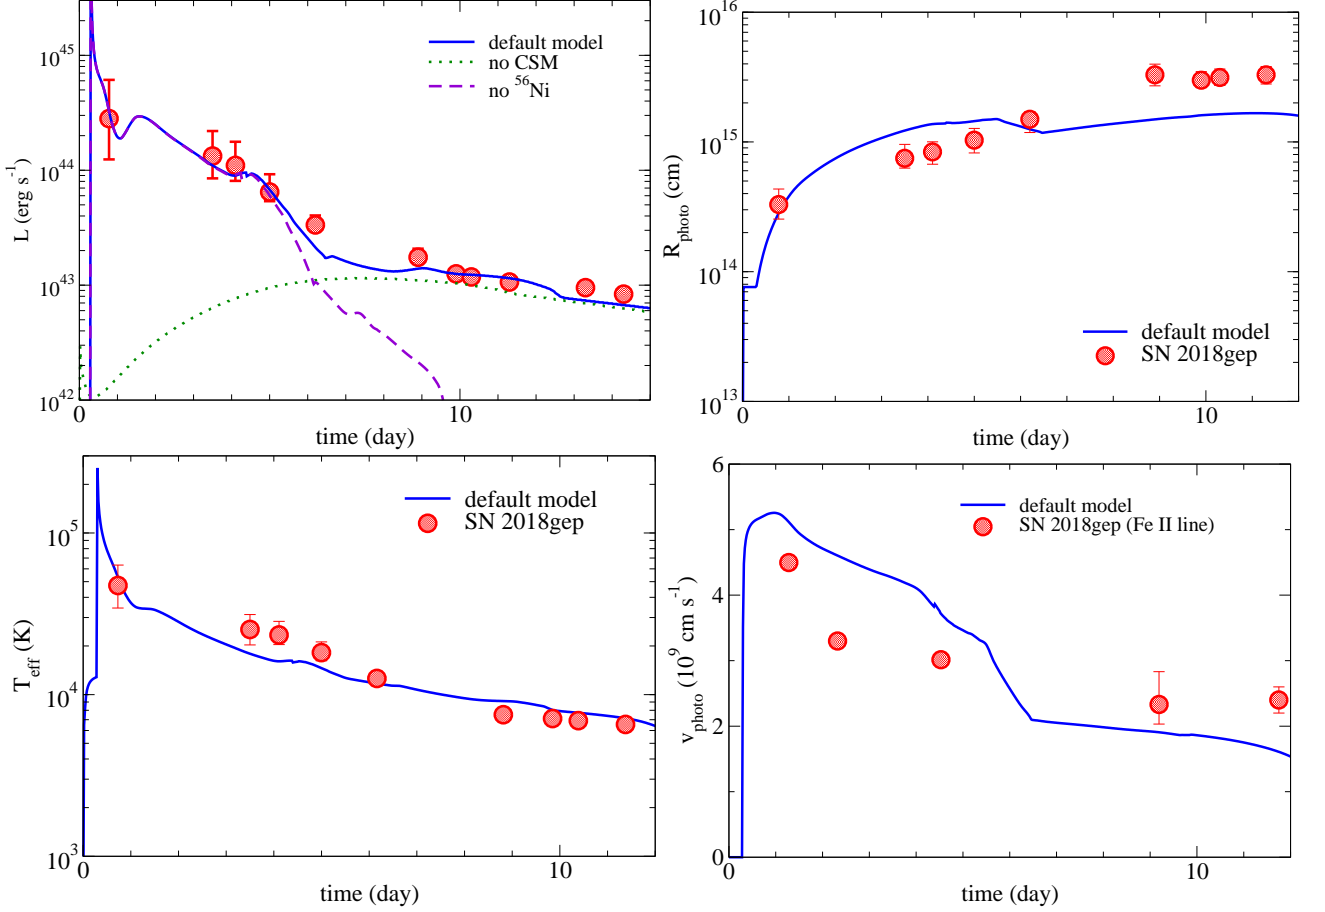 10^45
10^44
10^43
10^42
L (erg s^-1)
default model
no CSM
no ^56Ni
0
10
time (day)
10^16
10^15
10^14
10^13
R_photo (cm)
default model
SN 2018gep
0
10
time (day)
10^5
10^4
10^3
T_eff (K)
default model
SN 2018gep
0
10
time (day)
6
4
2
0
v_photo (10^9 cm s^-1)
default model
SN 2018gep (Fe II line)
0
10
time (day)